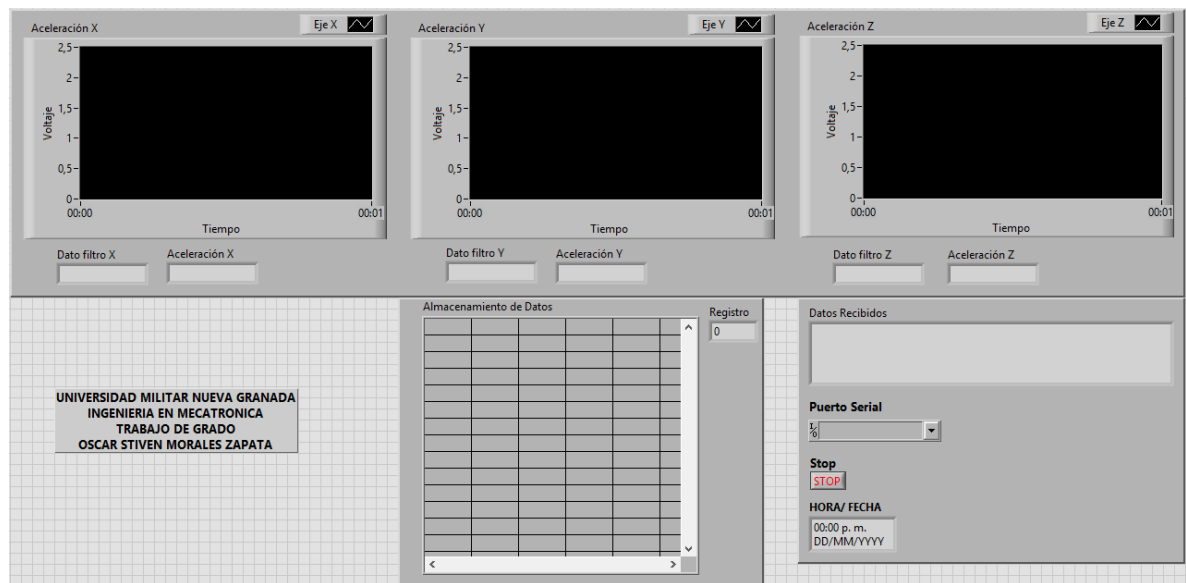 Aceleración X
Eje X
2,5
2
1,5
1
0,5
0
Voltaje
00:00
00:01
Tiempo
Dato filtro X
Aceleración X
Aceleración Y
Eje Y
2,5
2
1,5
1
0,5
0
Voltaje
00:00
00:01
Tiempo
Dato filtro Y
Aceleración Y
Aceleración Z
Eje Z
2,5
2
1,5
1
0,5
0
Voltaje
00:00
00:01
Tiempo
Dato filtro Z
Aceleración Z
UNIVERSIDAD MILITAR NUEVA GRANADA
INGENIERIA EN MECATRONICA
TRABAJO DE GRADO
OSCAR STIVEN MORALES ZAPATA
Almacenamiento de Datos
Registro
0
Datos Recibidos
Puerto Serial
I/O
Stop
STOP
HORA/ FECHA
00:00 p. m.
DD/MM/YYYY